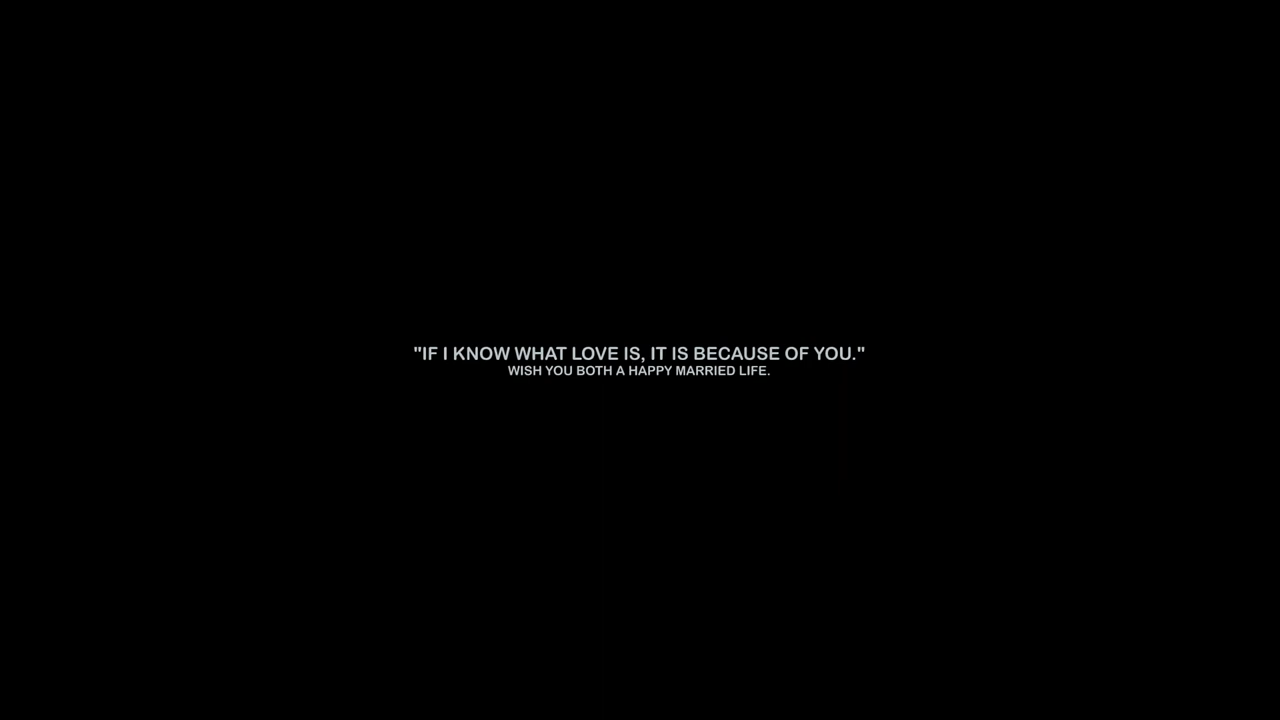 "IF I KNOW WHAT LOVE IS, IT IS BECAUSE OF YOU."
WISH YOU BOTH A HAPPY MARRIED LIFE.